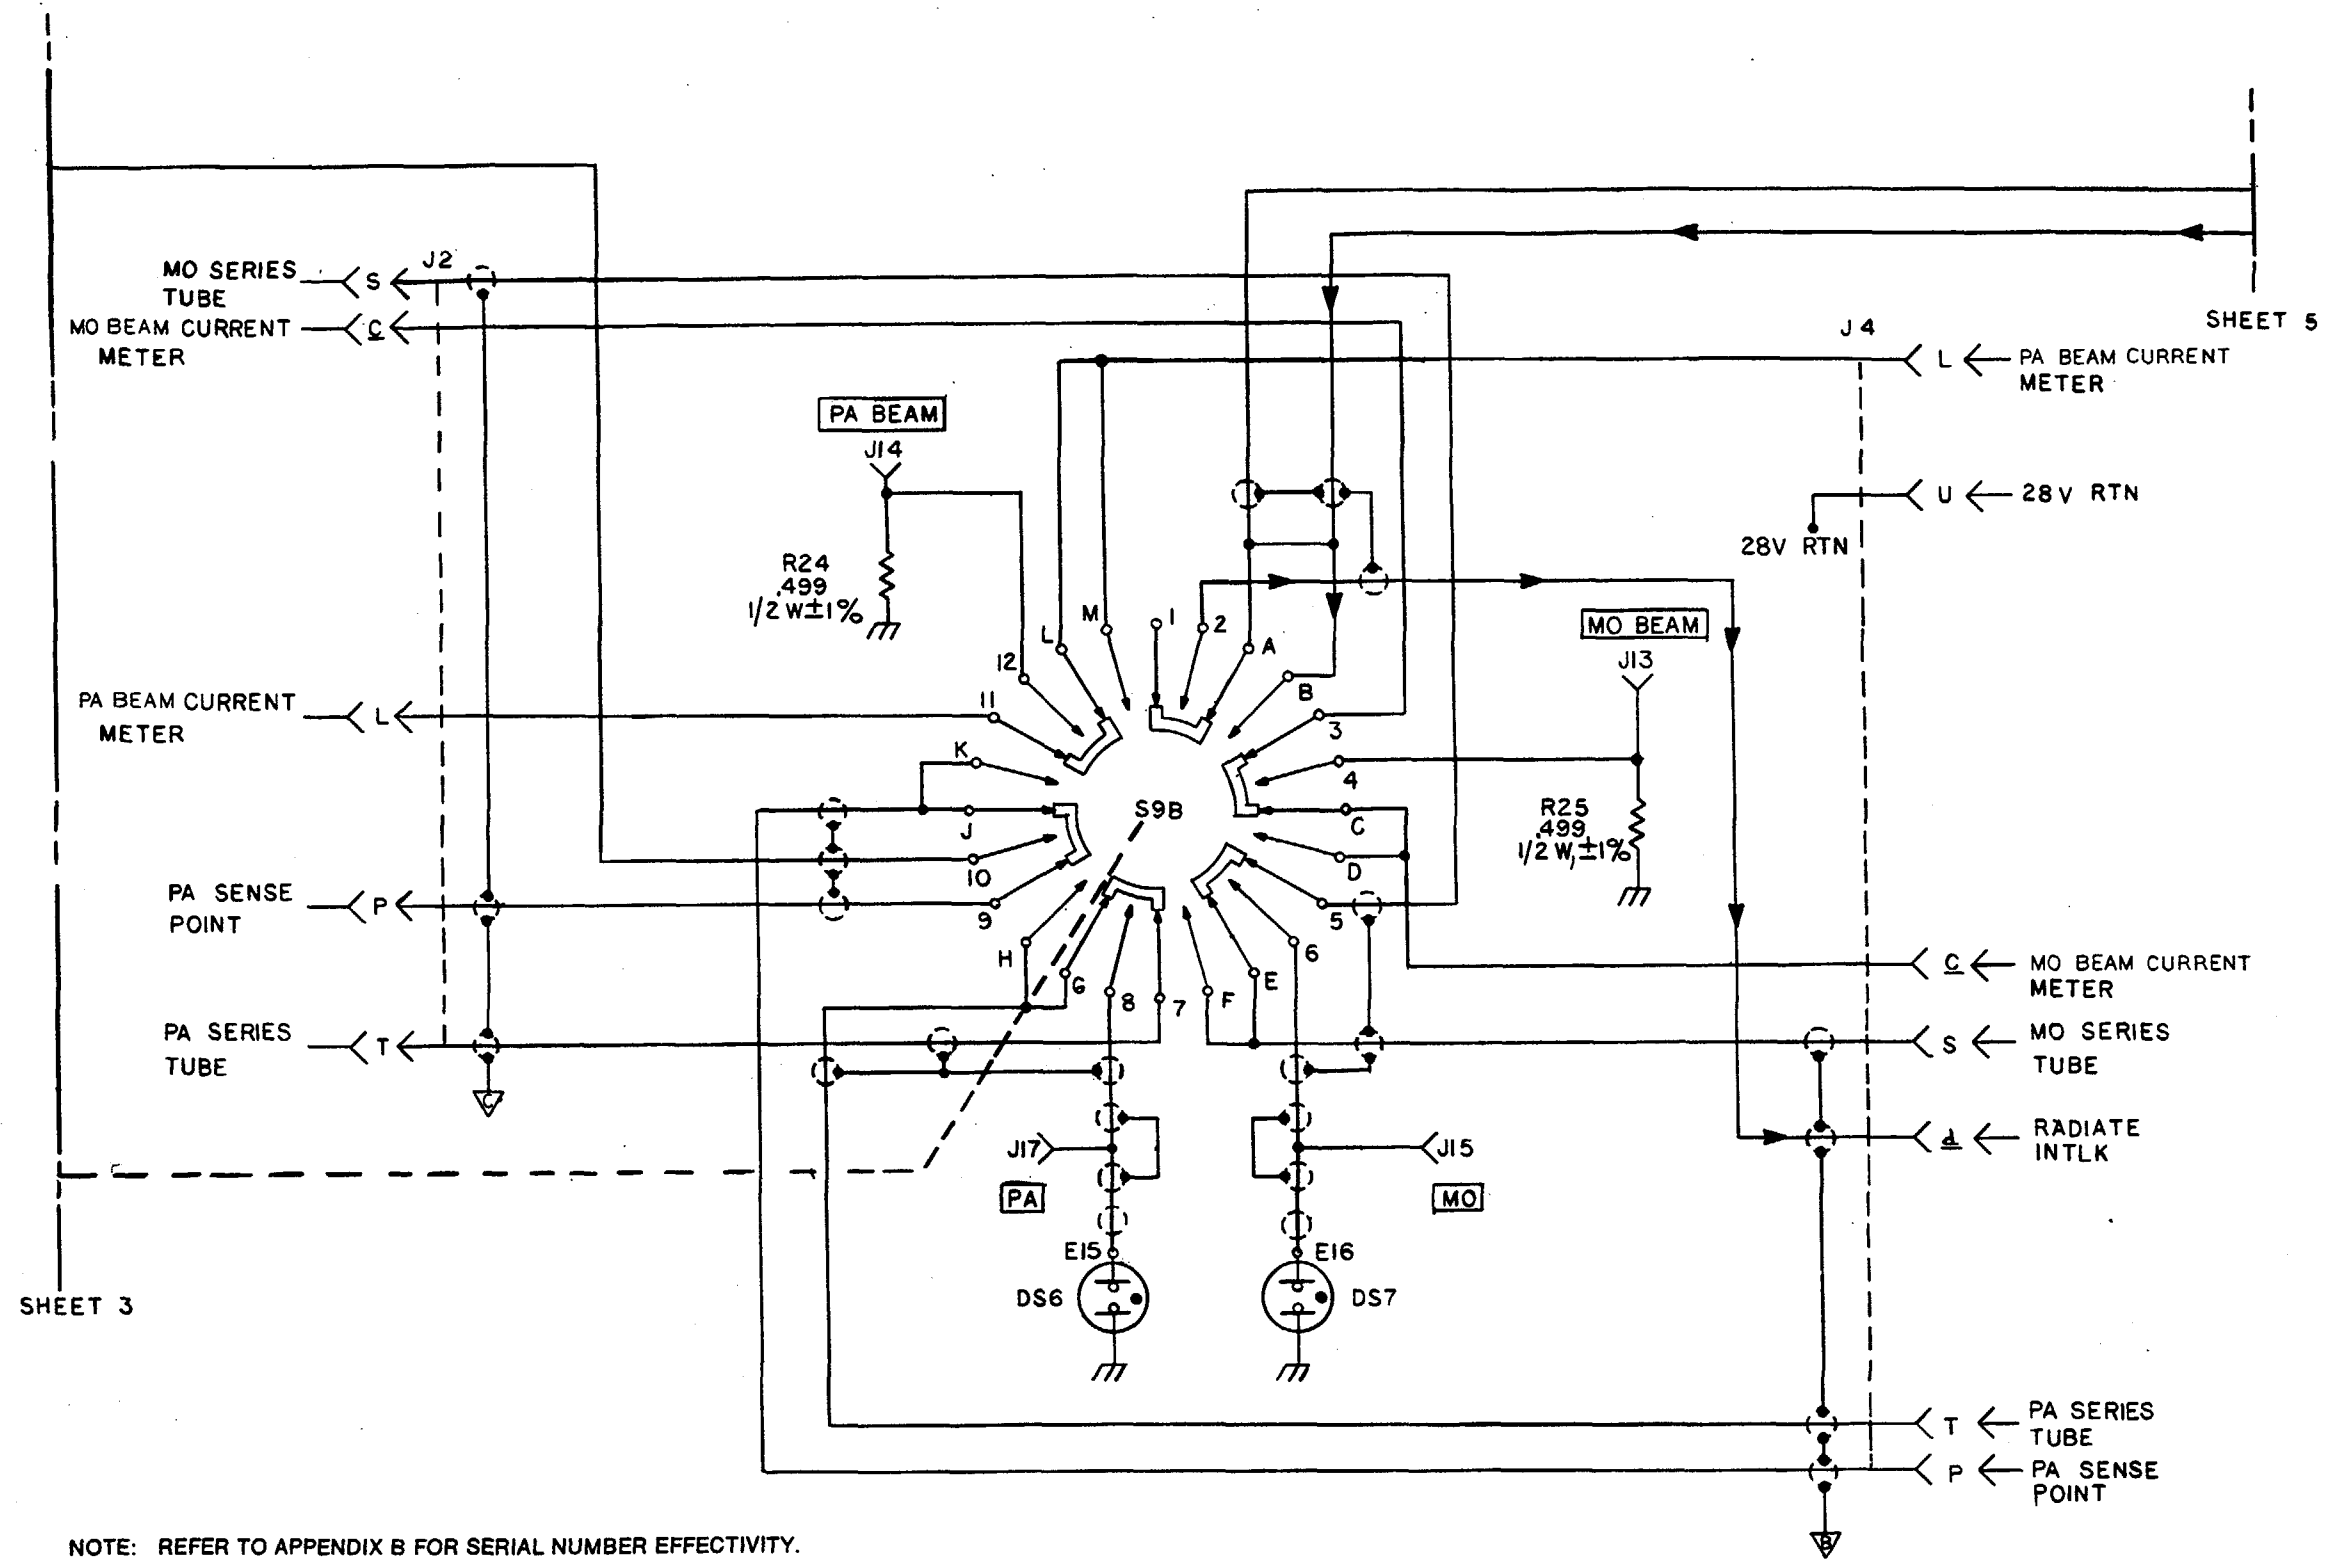 SHEET 5
MO SERIES
TUBE
S
J2
MO BEAM CURRENT
METER
C
J4
L
PA BEAM CURRENT
METER
PA BEAM
J14
R24
.499
1/2 W±1%
U
28V RTN
28V RTN
MO BEAM
J13
R25
.499
1/2 W,±1%
L
M
1
2
A
B
3
4
C
D
5
6
E
F
7
8
G
H
9
10
J
K
11
12
S9B
PA BEAM CURRENT
METER
L
PA SENSE
POINT
P
PA SERIES
TUBE
T
C
C
MO BEAM CURRENT
METER
S
MO SERIES
TUBE
d
RADIATE
INTLK
J17
PA
J15
MO
E15
E16
DS6
DS7
SHEET 3
T
PA SERIES
TUBE
P
PA SENSE
POINT
B
NOTE: REFER TO APPENDIX B FOR SERIAL NUMBER EFFECTIVITY.